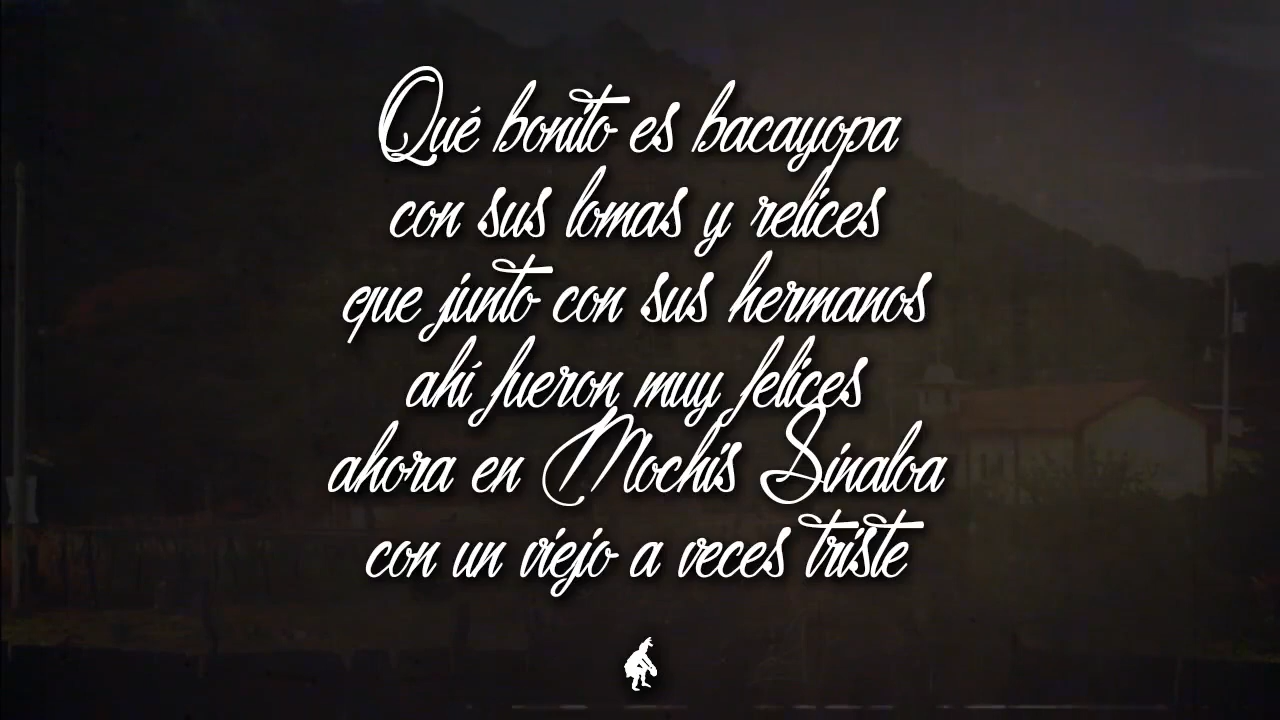 Qué bonito es bacayopa
con sus lomas y relices
que junto con sus hermanos
ahí fueron muy felices
ahora en Mochis Sinaloa
con un viejo a veces triste